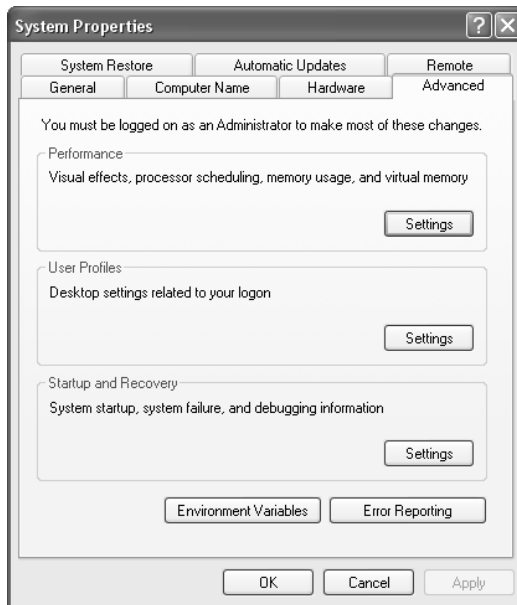 System Properties
System Restore Automatic Updates Remote
General Computer Name Hardware Advanced
You must be logged on as an Administrator to make most of these changes.
Performance
Visual effects, processor scheduling, memory usage, and virtual memory
Settings
User Profiles
Desktop settings related to your logon
Settings
Startup and Recovery
System startup, system failure, and debugging information
Settings
Environment Variables Error Reporting
OK Cancel Apply